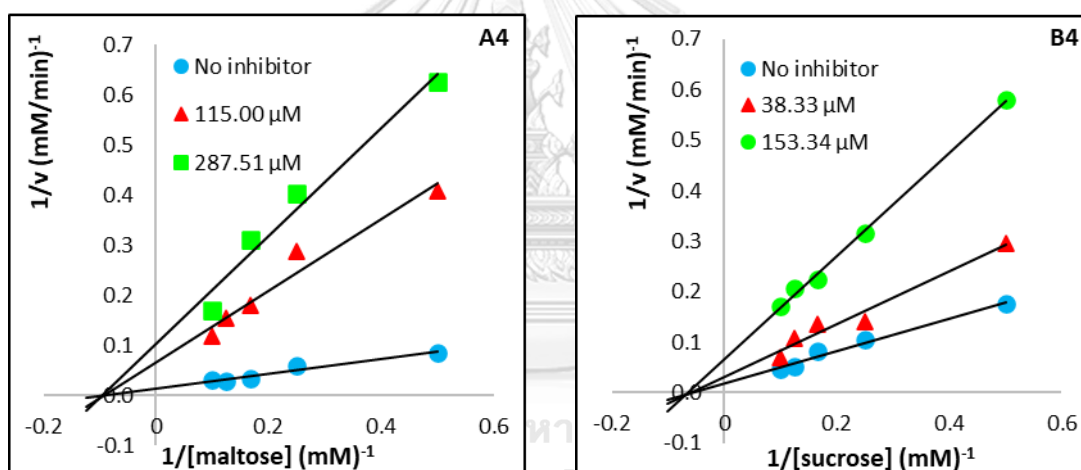 A4
0.7
0.6
0.5
0.4
0.3
0.2
0.1
0.0
-0.1
-0.2
0
0.2
0.4
0.6
No inhibitor
115.00 μM
287.51 μM
1/v (mM/min)-1
1/[maltose] (mM)-1
B4
0.7
0.6
0.5
0.4
0.3
0.2
0.1
0.0
-0.1
-0.2
0
0.2
0.4
0.6
No inhibitor
38.33 μM
153.34 μM
1/v (mM/min)-1
1/[sucrose] (mM)-1